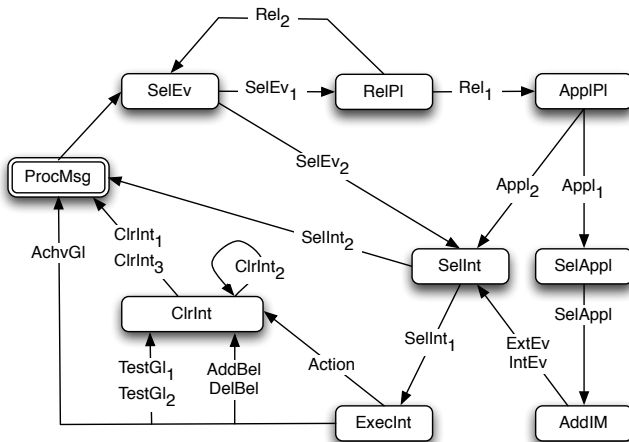 Rel₂
SelEv
SelEv₁
RelPl
Rel₁
ApplPl
SelEv₂
ProcMsg
Appl₂
Appl₁
AchvGl
ClrInt₁
ClrInt₃
SelInt₂
ClrInt₂
SelInt
SelAppl
ClrInt
SelInt₁
SelAppl
ExtEv
IntEv
TestGl₁
TestGl₂
AddBel
DelBel
Action
ExecInt
AddIM